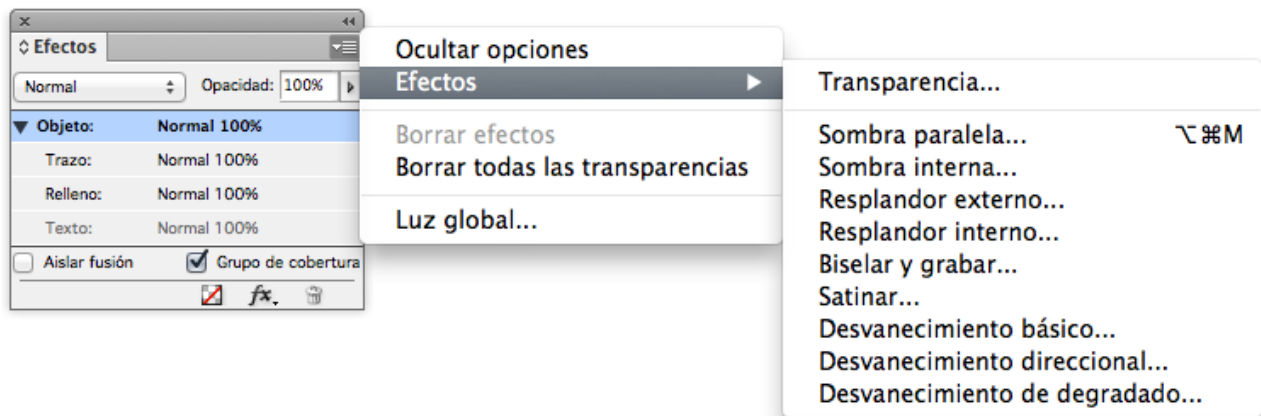 Efectos
Normal
Opacidad: 100%
Objeto: Normal 100%
Trazo: Normal 100%
Relleno: Normal 100%
Texto: Normal 100%
Aislar fusión
Grupo de cobertura
fx.
Ocultar opciones
Efectos
Borrar efectos
Borrar todas las transparencias
Luz global...
Transparencia...
Sombra paralela... ⌥⌘M
Sombra interna...
Resplandor externo...
Resplandor interno...
Biselar y grabar...
Satinar...
Desvanecimiento básico...
Desvanecimiento direccional...
Desvanecimiento de degradado...